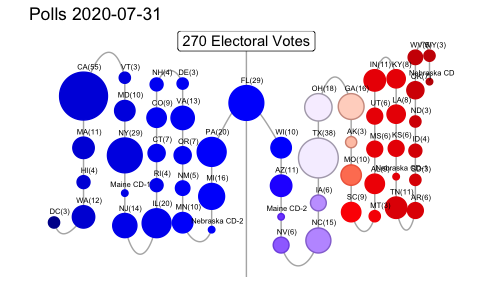 Polls 2020-07-31
270 Electoral Votes
CA(55)
MA(11)
HI(4)
WA(12)
DC(3)
VT(3)
MD(10)
NY(29)
Maine CD-1
NJ(14)
NH(4)
CO(9)
CT(7)
RI(4)
IL(20)
DE(3)
VA(13)
OR(7)
NM(5)
MN(10)
PA(20)
MI(16)
Nebraska CD-2
FL(29)
WI(10)
AZ(11)
Maine CD-2
NV(6)
OH(18)
TX(38)
IA(6)
NC(15)
GA(16)
AK(3)
MO(10)
SC(9)
IN(11)
UT(6)
MS(6)
MT(3)
KY(8)
LA(8)
KS(6)
TN(11)
ND(3)
ID(4)
AR(6)
Nebraska CD